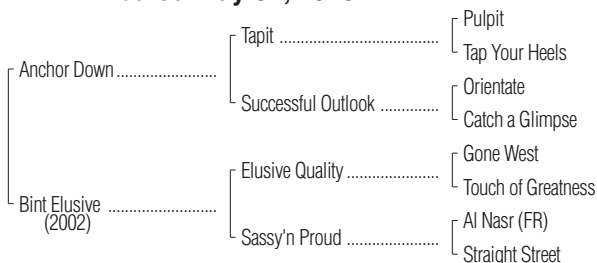 Pulpit
Tapit ..........................................
Tap Your Heels
Anchor Down ..........................
Orientate
Successful Outlook ...............
Catch a Glimpse
Gone West
Elusive Quality ........................
Touch of Greatness
Bint Elusive ............................
(2002)
Al Nasr (FR)
Sassy'n Proud ........................
Straight Street